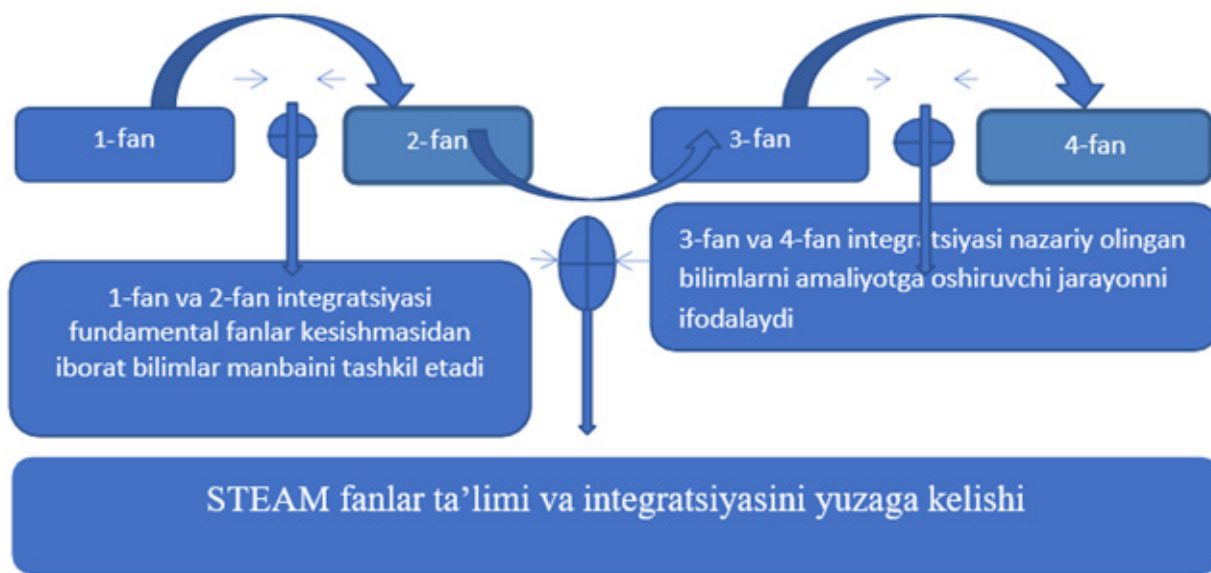 1-fan
2-fan
3-fan
4-fan
1-fan va 2-fan integratsiyasi
fundamental fanlar kesishmasidan
iborat bilimlar manbaini tashkil etadi
3-fan va 4-fan integratsiyasi nazariy olingan
bilimlarni amaliyotga oshiruvchi jarayonni
ifodalaydi
STEAM fanlar ta’limi va integratsiyasini yuzaga kelishi